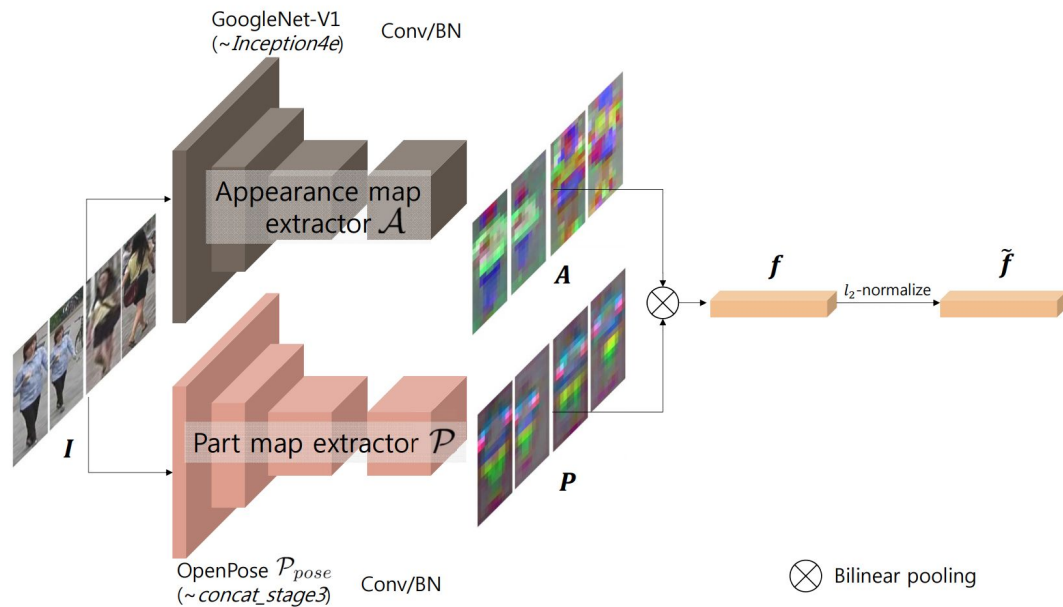 GoogleNet-V1
(~Inception4e)
Conv/BN
Appearance map
extractor 𝒜
A
I
f
l₂-normalize
f̃
Part map extractor 𝒫
P
OpenPose 𝒫_pose
(~concat_stage3)
Conv/BN
Bilinear pooling